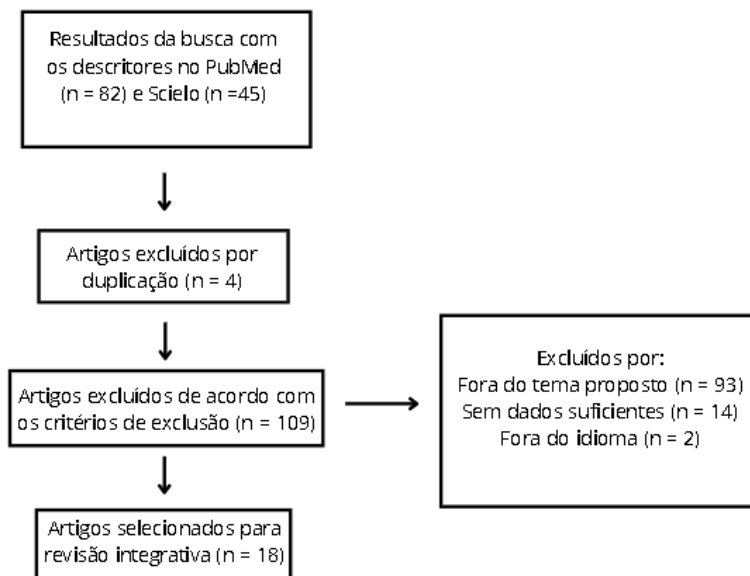 Resultados da busca com
os descritores no PubMed
(n = 82) e Scielo (n =45)
Artigos excluídos por
duplicação (n = 4)
Artigos excluídos de acordo com
os critérios de exclusão (n = 109)
Excluídos por:
Fora do tema proposto (n = 93)
Sem dados suficientes (n = 14)
Fora do idioma (n = 2)
Artigos selecionados para
revisão integrativa (n = 18)